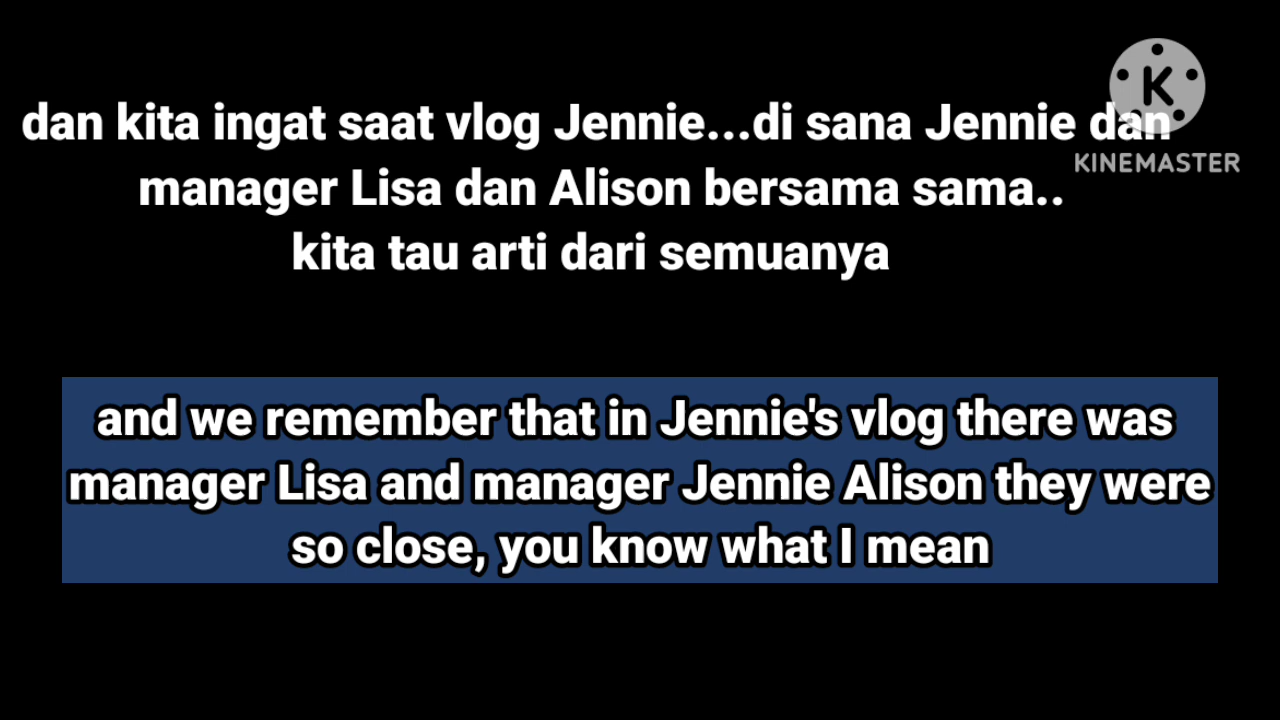 dan kita ingat saat vlog Jennie...di sana Jennie dan
manager Lisa dan Alison bersama sama..
kita tau arti dari semuanya
K
KINEMASTER
and we remember that in Jennie's vlog there was
manager Lisa and manager Jennie Alison they were
so close, you know what I mean